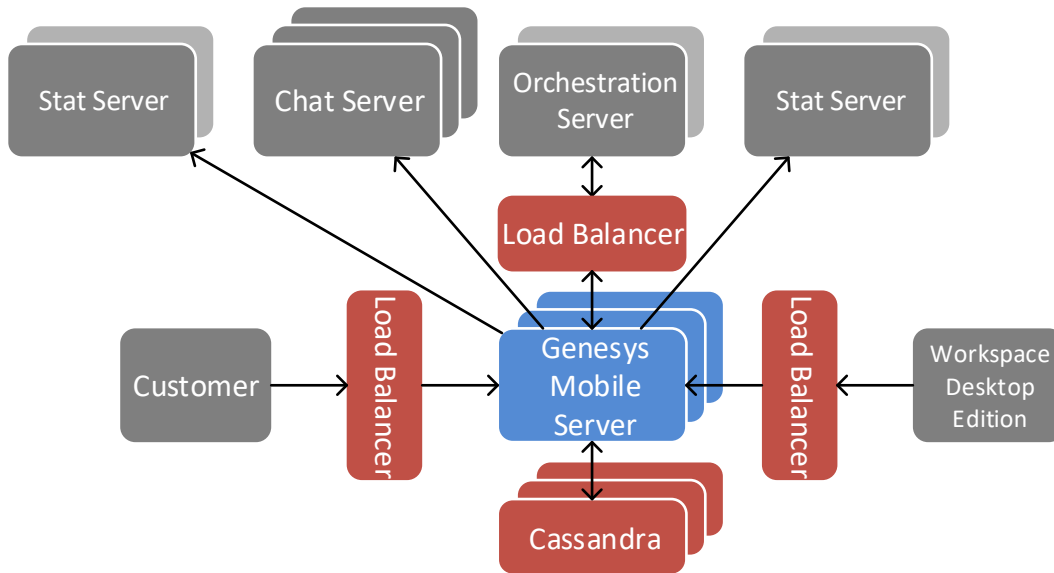 Stat Server
Chat Server
Orchestration
Server
Stat Server
Load Balancer
Customer
Load Balancer
Genesys
Mobile
Server
Load Balancer
Workspace
Desktop
Edition
Cassandra